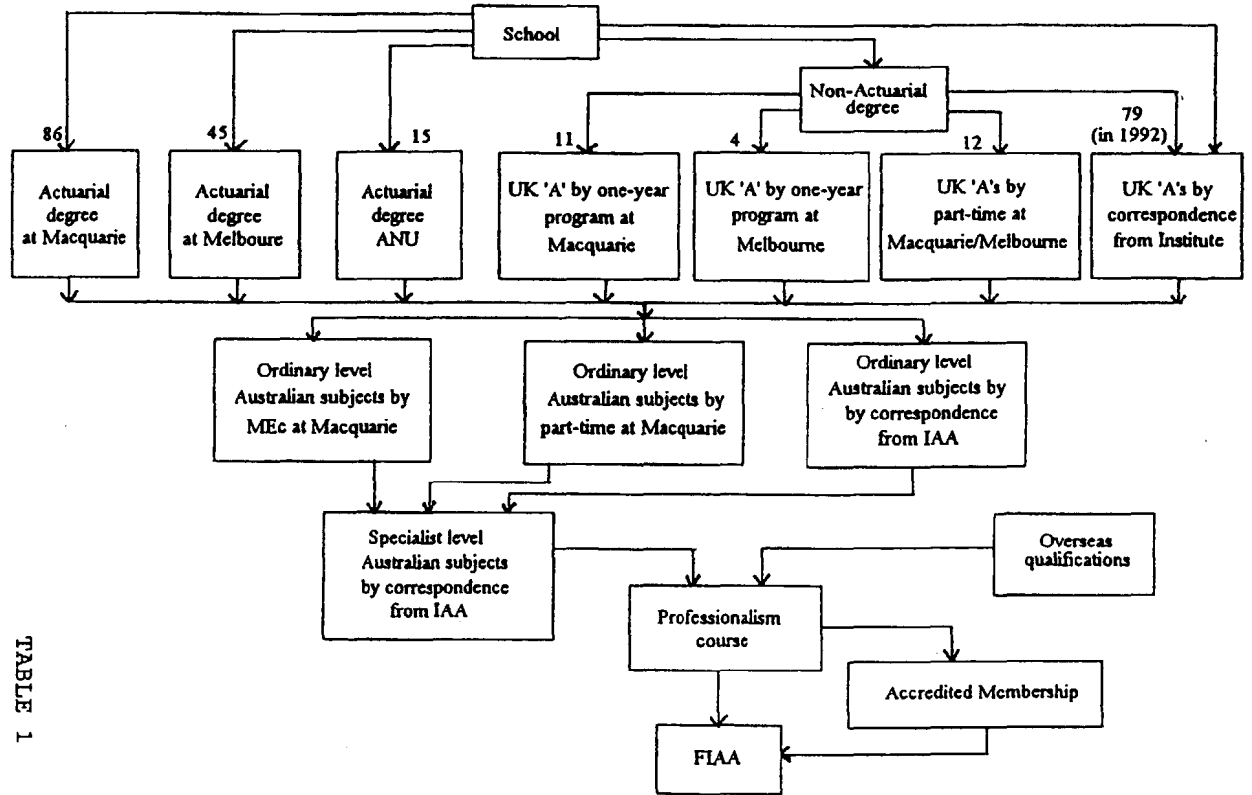 School
Non-Actuarial
degree
86
45
15
11
4
12
79
(in 1992)
Actuarial
degree
at Macquarie
Actuarial
degree
at Melboure
Actuarial
degree
ANU
UK 'A' by one-year
program at
Macquarie
UK 'A' by one-year
program at
Melbourne
UK 'A's by
part-time at
Macquarie/Melbourne
UK 'A's by
correspondence
from Institute
Ordinary level
Australian subjects by
MEc at Macquarie
Ordinary level
Australian subjects by
part-time at Macquarie
Ordinary level
Australian subjects by
by correspondence
from IAA
Specialist level
Australian subjects
by correspondence
from IAA
Overseas
qualifications
Professionalism
course
Accredited Membership
FIAA
TABLE 1